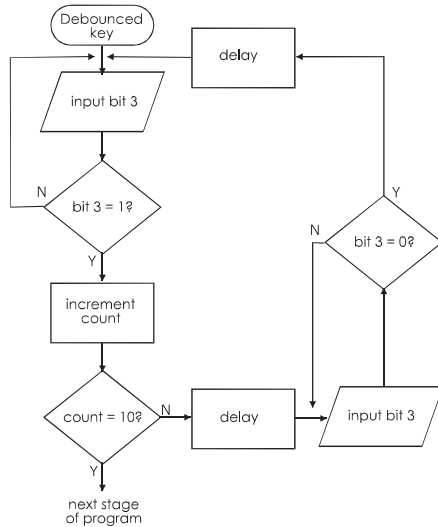 Debounced
key
delay
input bit 3
N
bit 3 = 1?
Y
Y
N
bit 3 = 0?
increment
count
count = 10?
N
delay
input bit 3
Y
next stage
of program